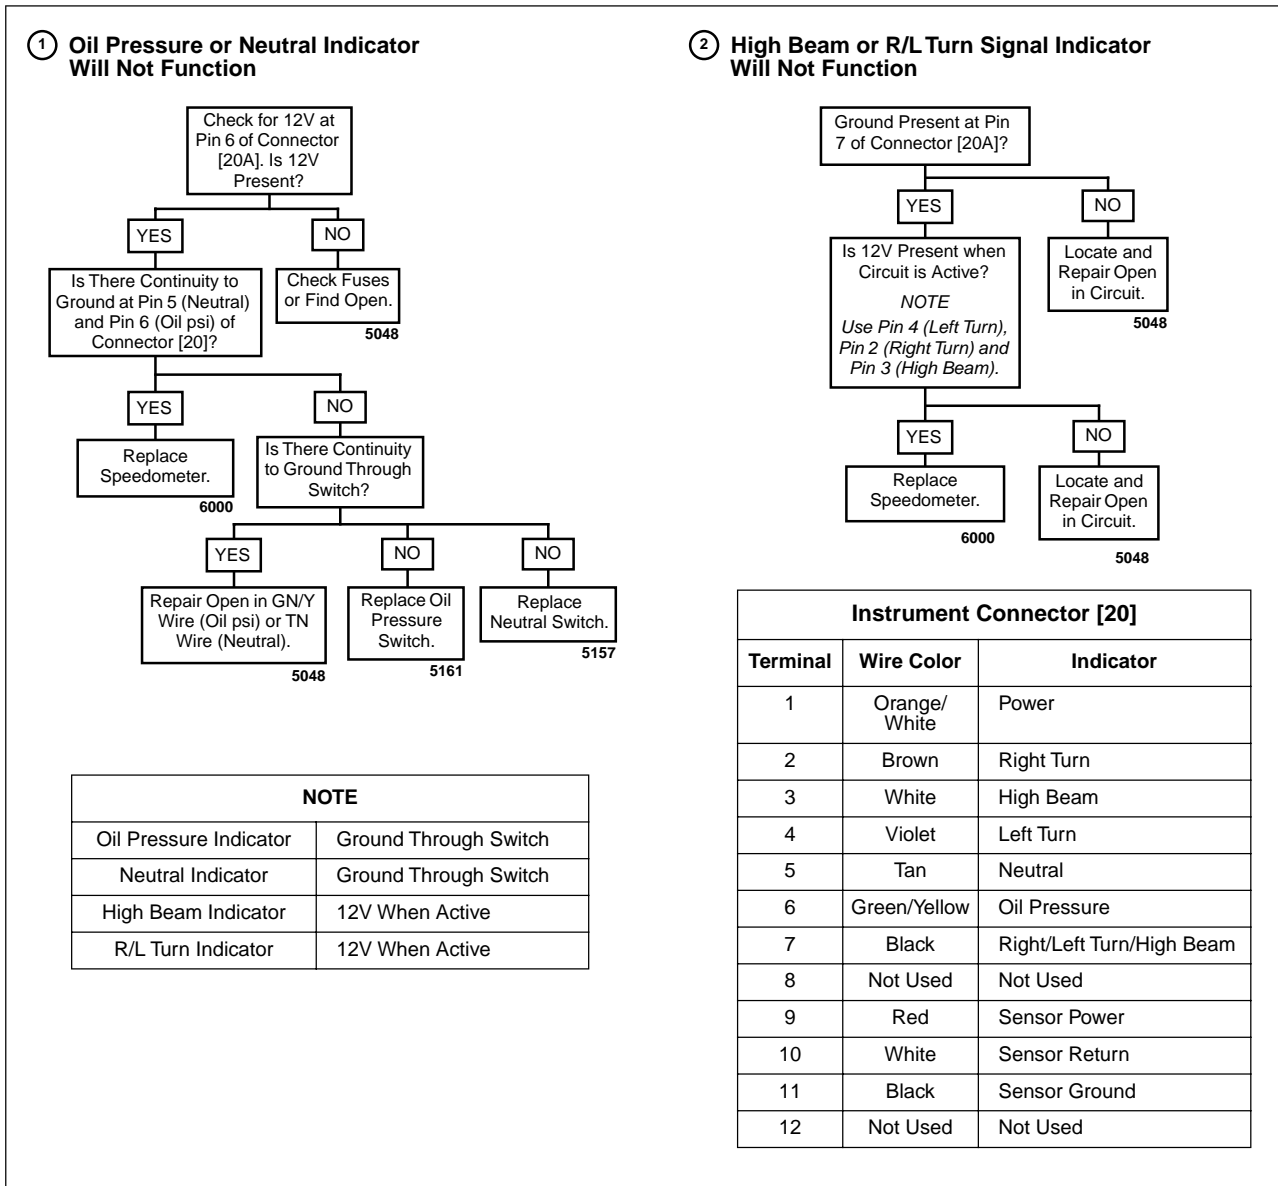 1 Oil Pressure or Neutral Indicator
Will Not Function
Check for 12V at
Pin 6 of Connector
[20A]. Is 12V
Present?
YES
NO
Is There Continuity to
Ground at Pin 5 (Neutral)
and Pin 6 (Oil psi) of
Connector [20]?
Check Fuses
or Find Open.
5048
YES
NO
Replace
Speedometer.
6000
Is There Continuity
to Ground Through
Switch?
YES
NO
NO
Repair Open in GN/Y
Wire (Oil psi) or TN
Wire (Neutral).
5048
Replace Oil
Pressure
Switch.
5161
Replace
Neutral Switch.
5157
NOTE
Oil Pressure Indicator Ground Through Switch
Neutral Indicator Ground Through Switch
High Beam Indicator 12V When Active
R/L Turn Indicator 12V When Active
2 High Beam or R/L Turn Signal Indicator
Will Not Function
Ground Present at Pin
7 of Connector [20A]?
YES
NO
Is 12V Present when
Circuit is Active?
NOTE
Use Pin 4 (Left Turn),
Pin 2 (Right Turn) and
Pin 3 (High Beam).
Locate and
Repair Open
in Circuit.
5048
YES
NO
Replace
Speedometer.
6000
Locate and
Repair Open
in Circuit.
5048
Instrument Connector [20]
Terminal Wire Color Indicator
1 Orange/
White Power
2 Brown Right Turn
3 White High Beam
4 Violet Left Turn
5 Tan Neutral
6 Green/Yellow Oil Pressure
7 Black Right/Left Turn/High Beam
8 Not Used Not Used
9 Red Sensor Power
10 White Sensor Return
11 Black Sensor Ground
12 Not Used Not Used